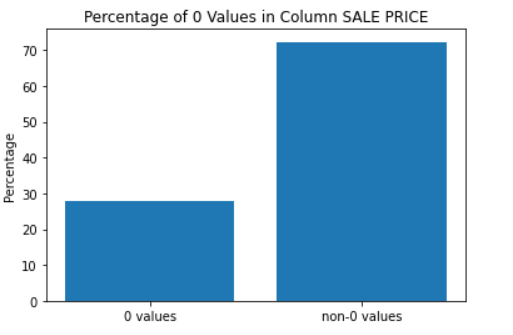 Percentage of 0 Values in Column SALE PRICE
Percentage
70
60
50
40
30
20
10
0
0 values
non-0 values